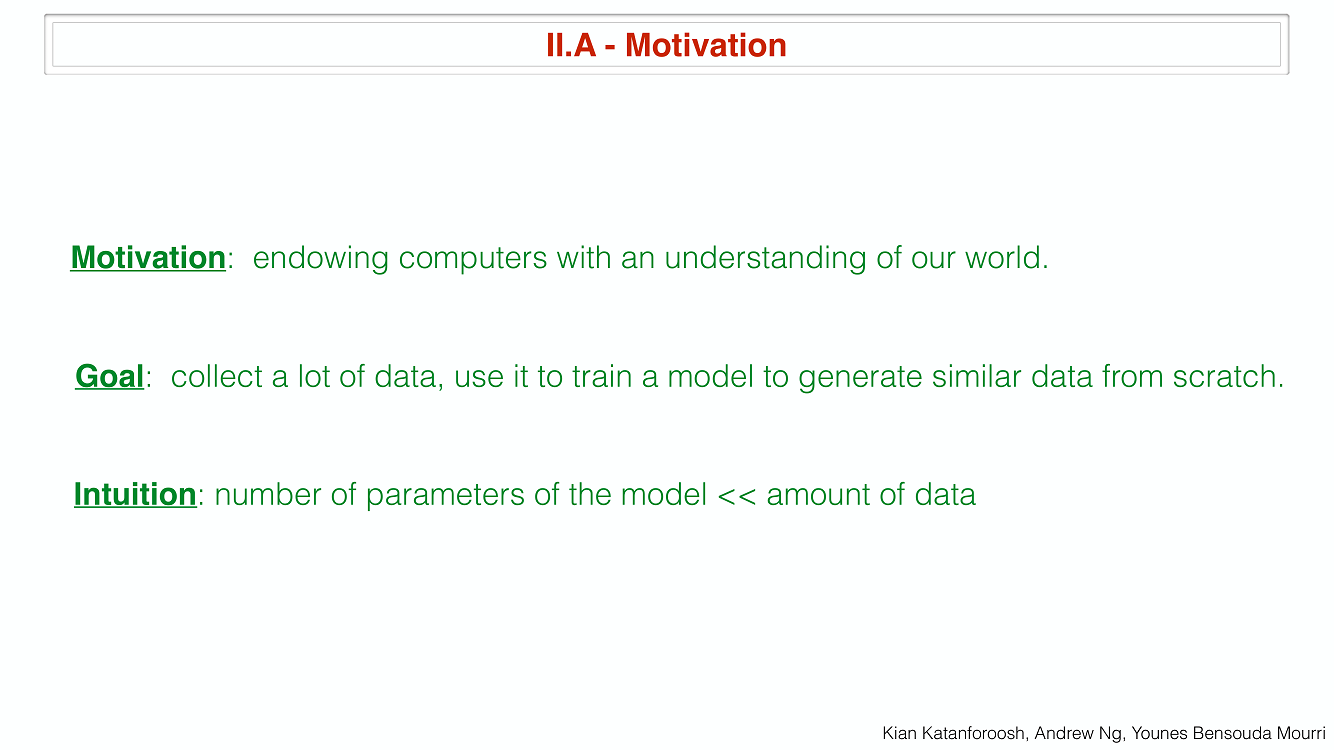 II.A - Motivation
Motivation: endowing computers with an understanding of our world.
Goal: collect a lot of data, use it to train a model to generate similar data from scratch.
Intuition: number of parameters of the model << amount of data
Kian Katanforoosh, Andrew Ng, Younes Bensouda Mourri